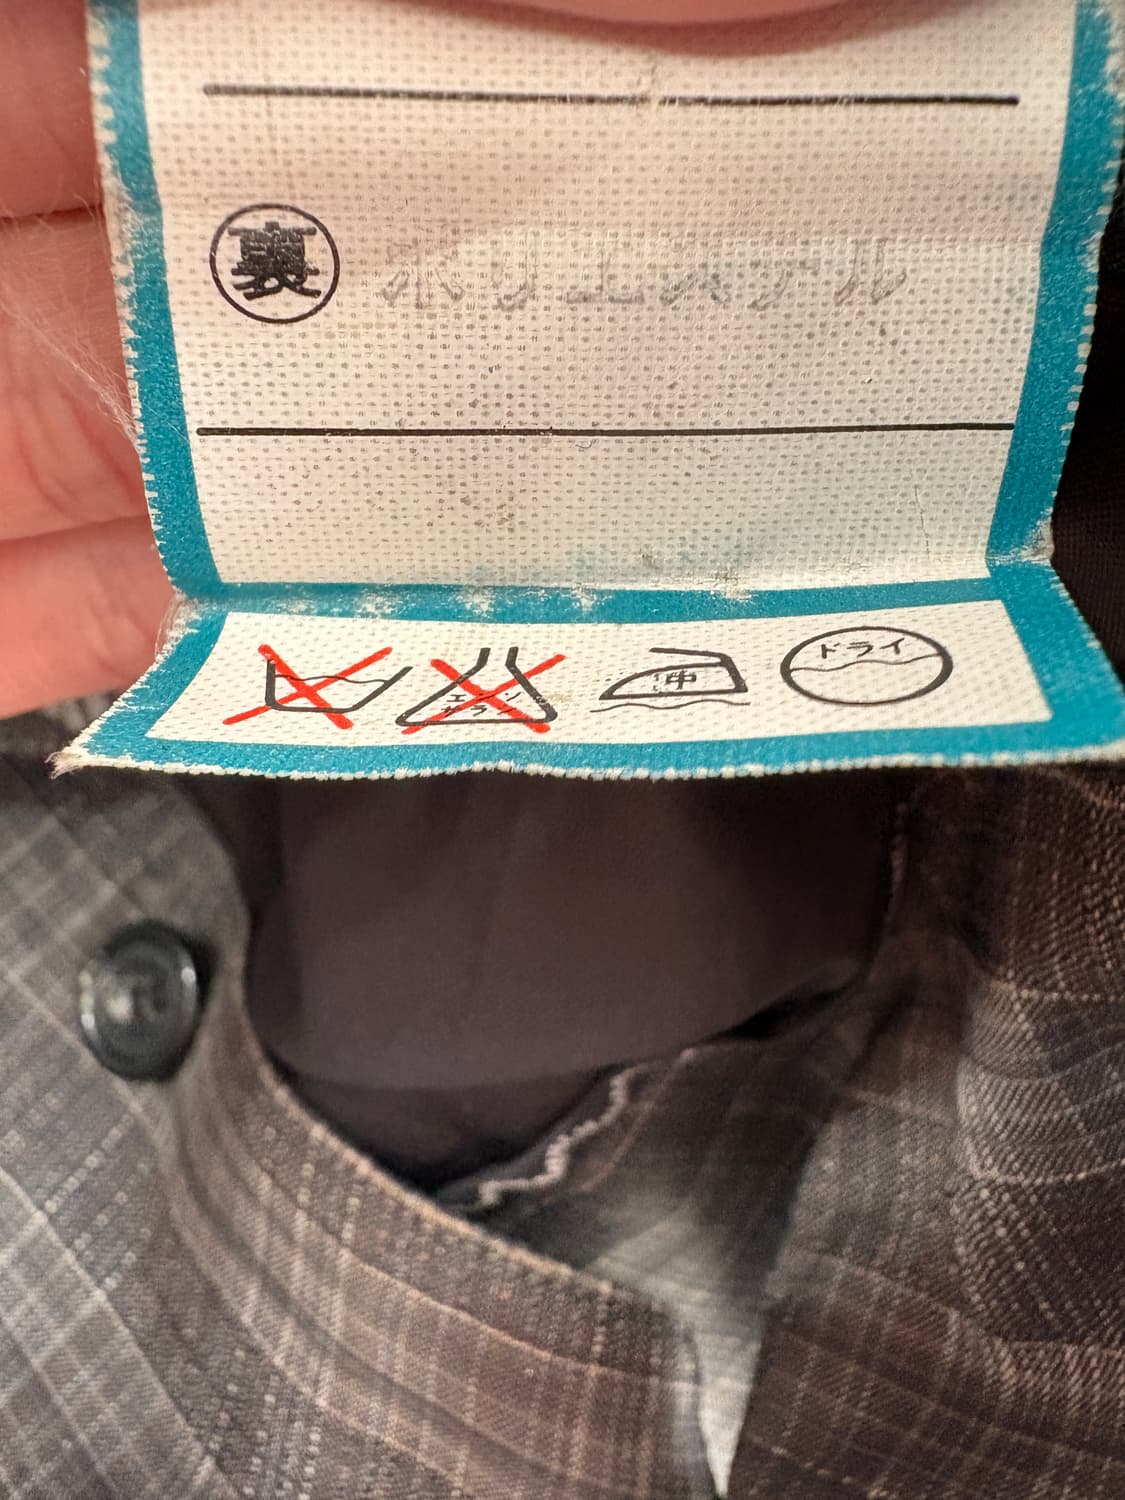 裏 ポリエステル
エンソ
サラシ
中
ドライ